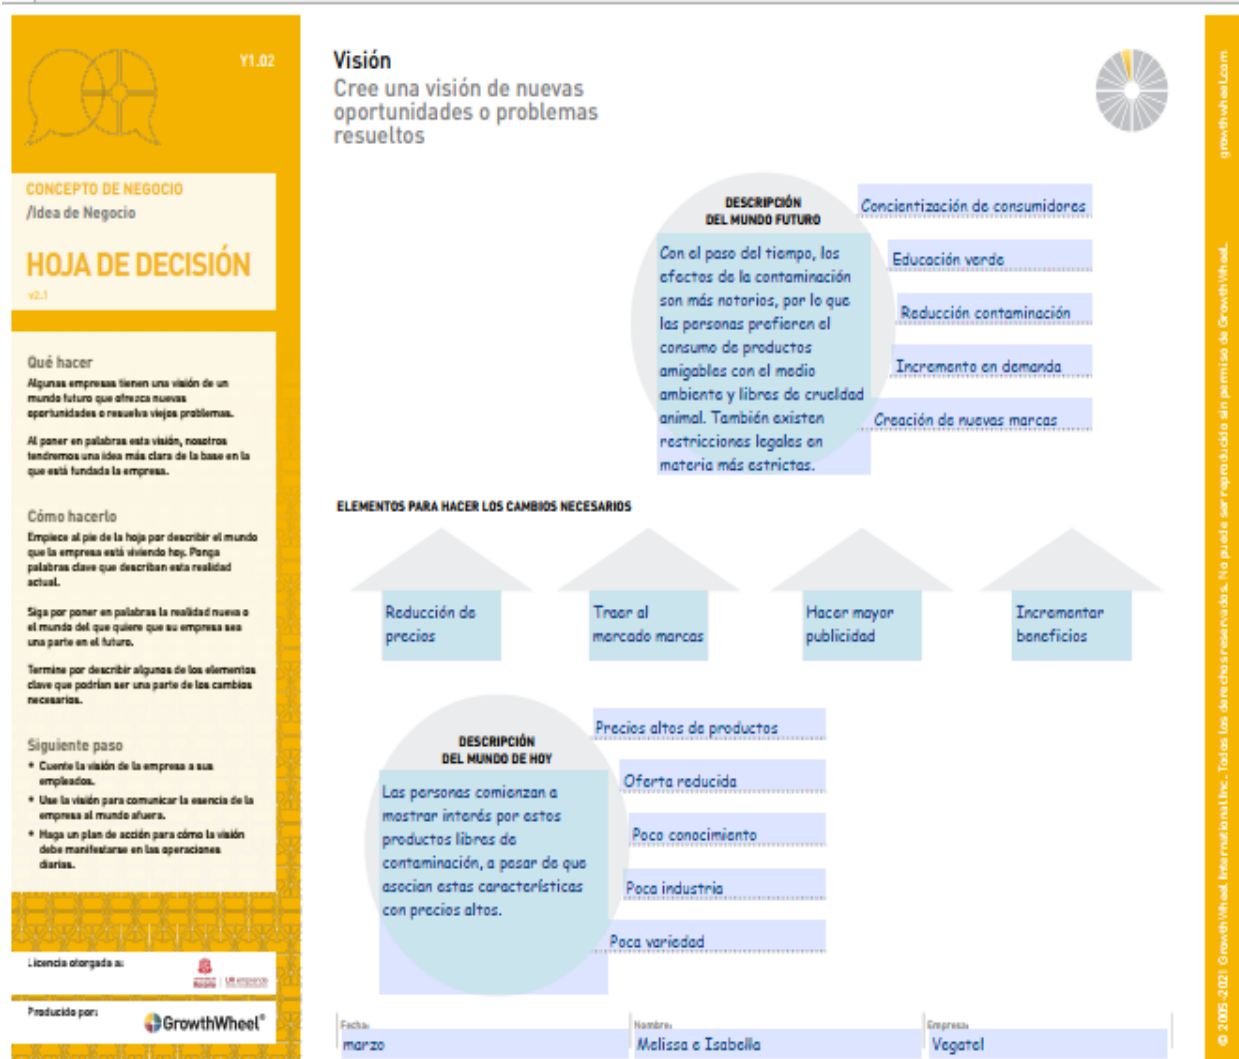 Y1.02
CONCEPTO DE NEGOCIO
/Idea de Negocio
HOJA DE DECISIÓN
v2.1
Qué hacer
Algunas empresas tienen una visión de un
mundo futuro que ofrezca nuevas
oportunidades o resuelva viejos problemas.
Al poner en palabras esta visión, nosotros
tendremos una idea más clara de la base en la
que está fundada la empresa.
Cómo hacerlo
Empiece al pie de la hoja por describir el mundo
que la empresa está viviendo hoy. Ponga
palabras clave que describan esta realidad
actual.
Siga por poner en palabras la realidad nueva o
el mundo del que quiere que su empresa sea
una parte en el futuro.
Termine por describir algunos de los elementos
clave que podrían ser una parte de los cambios
necesarios.
Siguiente paso
• Cuente la visión de la empresa a sus
empleados.
• Use la visión para comunicar la esencia de la
empresa al mundo afuera.
• Haga un plan de acción para cómo la visión
debe manifestarse en las operaciones
diarias.
Licencia otorgada a:
Rosario | UR emprende
Producido por:
GrowthWheel®
Visión
Cree una visión de nuevas
oportunidades o problemas
resueltos
DESCRIPCIÓN
DEL MUNDO FUTURO
Con el paso del tiempo, los
efectos de la contaminación
son más notorios, por lo que
las personas prefieren el
consumo de productos
amigables con el medio
ambiente y libres de crueldad
animal. También existen
restricciones legales en
materia más estrictas.
Concientización de consumidores
Educación verde
Reducción contaminación
Incremento en demanda
Creación de nuevas marcas
ELEMENTOS PARA HACER LOS CAMBIOS NECESARIOS
Reducción de
precios
Traer al
mercado marcas
Hacer mayor
publicidad
Incrementar
beneficios
DESCRIPCIÓN
DEL MUNDO DE HOY
Las personas comienzan a
mostrar interés por estos
productos libres de
contaminación, a pesar de que
asocian estas características
con precios altos.
Precios altos de productos
Oferta reducida
Poco conocimiento
Poca industria
Poca variedad
Fecha:
marzo
Nombre:
Melissa e Isabella
Empresa:
Vegatel
growthwheel.com
© 2005-2021 GrowthWheel International Inc. Todos los derechos reservados. No puede ser reproducido sin permiso de GrowthWheel.